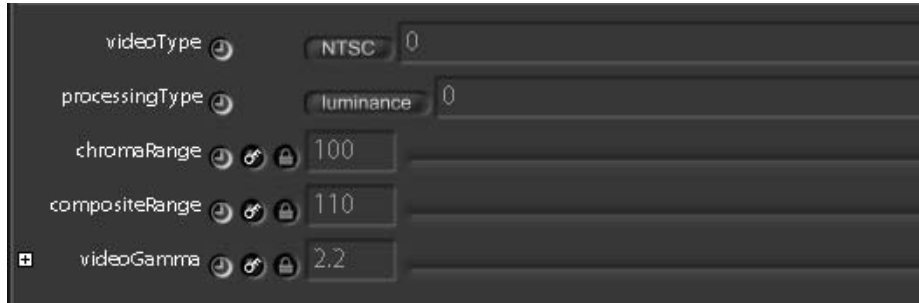 videoType NTSC 0
processingType luminance 0
chromaRange 100
compositeRange 110
videoGamma 2.2